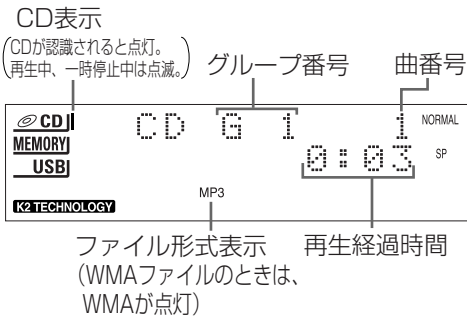 CD表示
(CDが認識されると点灯。
再生中、一時停止中は点滅。)
グループ番号
曲番号
CD
MEMORY
USB
K2 TECHNOLOGY
CD G 1 1
NORMAL
0:03
SP
MP3
ファイル形式表示
(WMAファイルのときは、
WMAが点灯)
再生経過時間